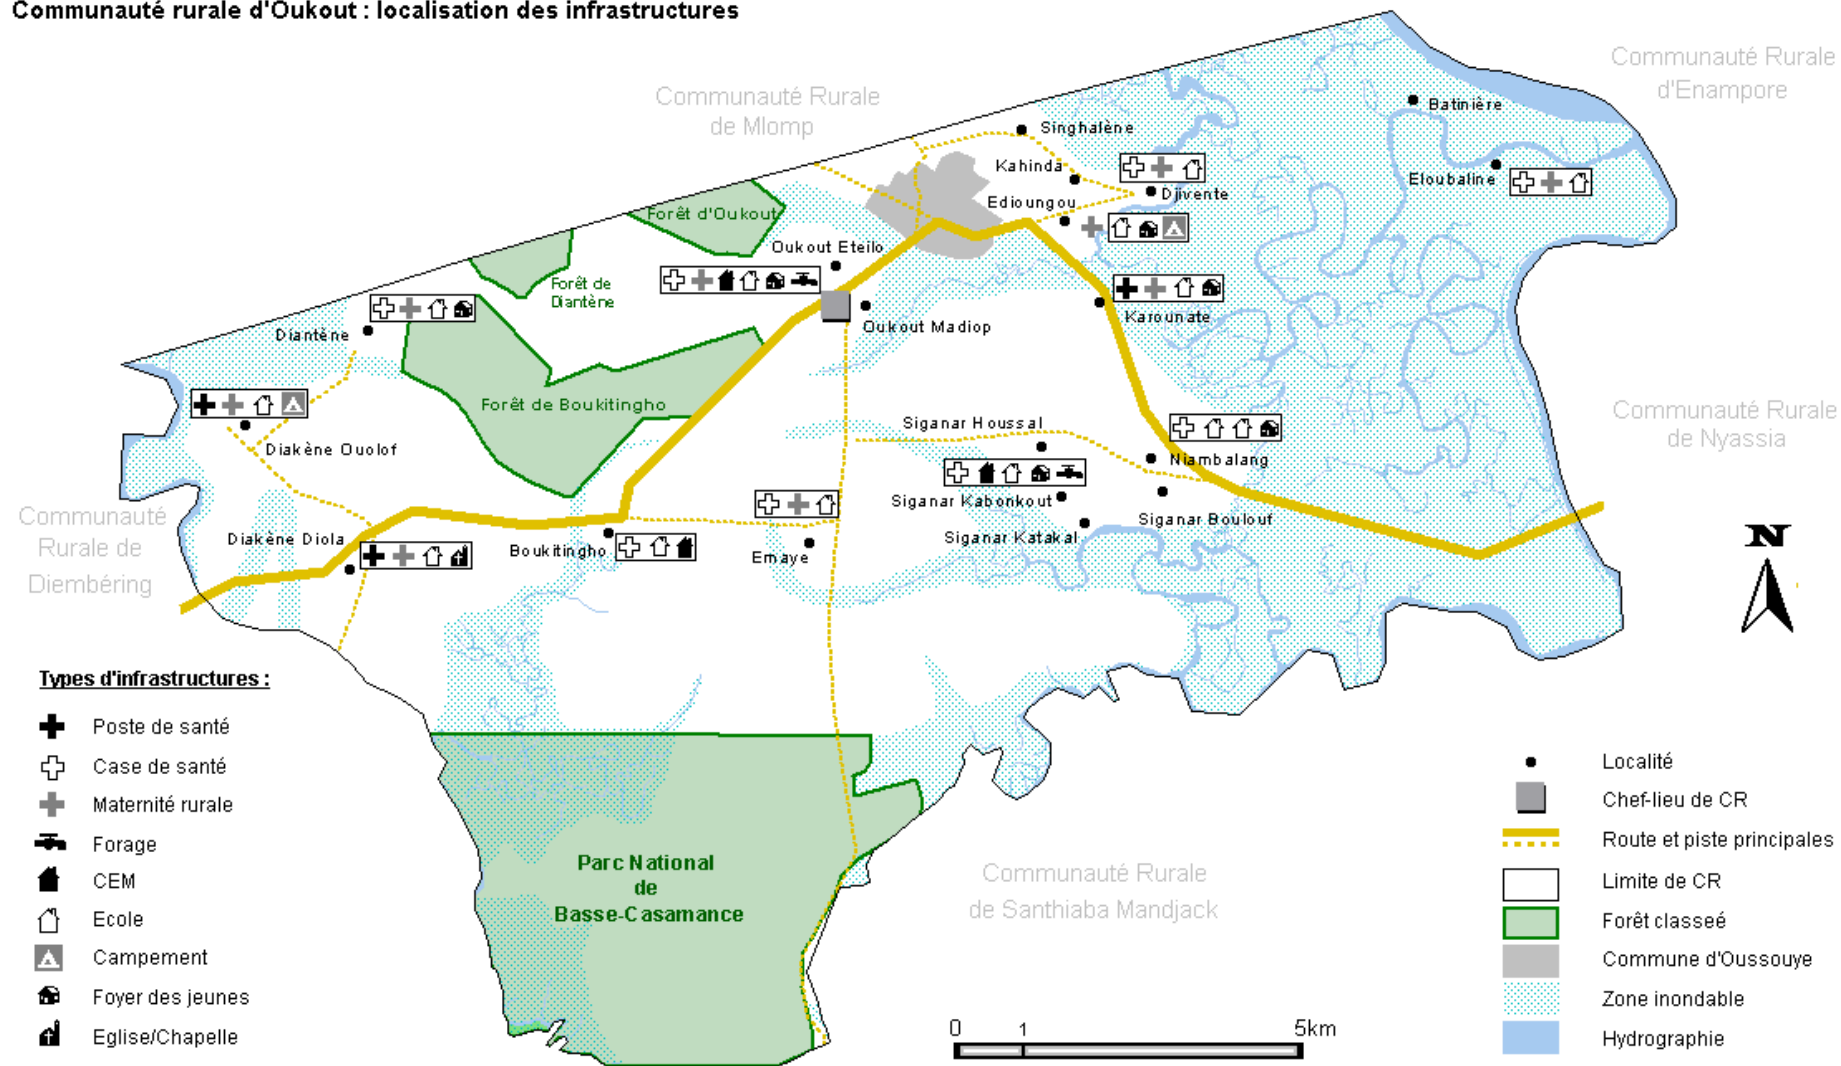 Communauté rurale d'Oukout : localisation des infrastructures
Communauté Rurale
d'Enampore
Communauté Rurale
de Mlomp
Batinière
Singhalène
Kahinda
Eloubaline
Djivente
Edioungou
Forêt d'Oukout
Oukout Eteilo
Forêt de
Diantène
Karounate
Oukout Madiop
Diantène
Forêt de Boukitingho
Communauté Rurale
de Nyassia
Siganar Houssal
Diakène Ouolof
Niambalang
Siganar Kabonkout
Siganar Boulouf
Communauté
Rurale de
Diembéring
Diakène Diola
Boukitingho
Emaye
Siganar Katakal
N
Types d'infrastructures :
Poste de santé
Case de santé
Maternité rurale
Forage
CEM
Ecole
Campement
Foyer des jeunes
Eglise/Chapelle
Parc National
de
Basse-Casamance
Communauté Rurale
de Santhiaba Mandjack
0 1 5km
Localité
Chef-lieu de CR
Route et piste principales
Limite de CR
Forêt classeé
Commune d'Oussouye
Zone inondable
Hydrographie